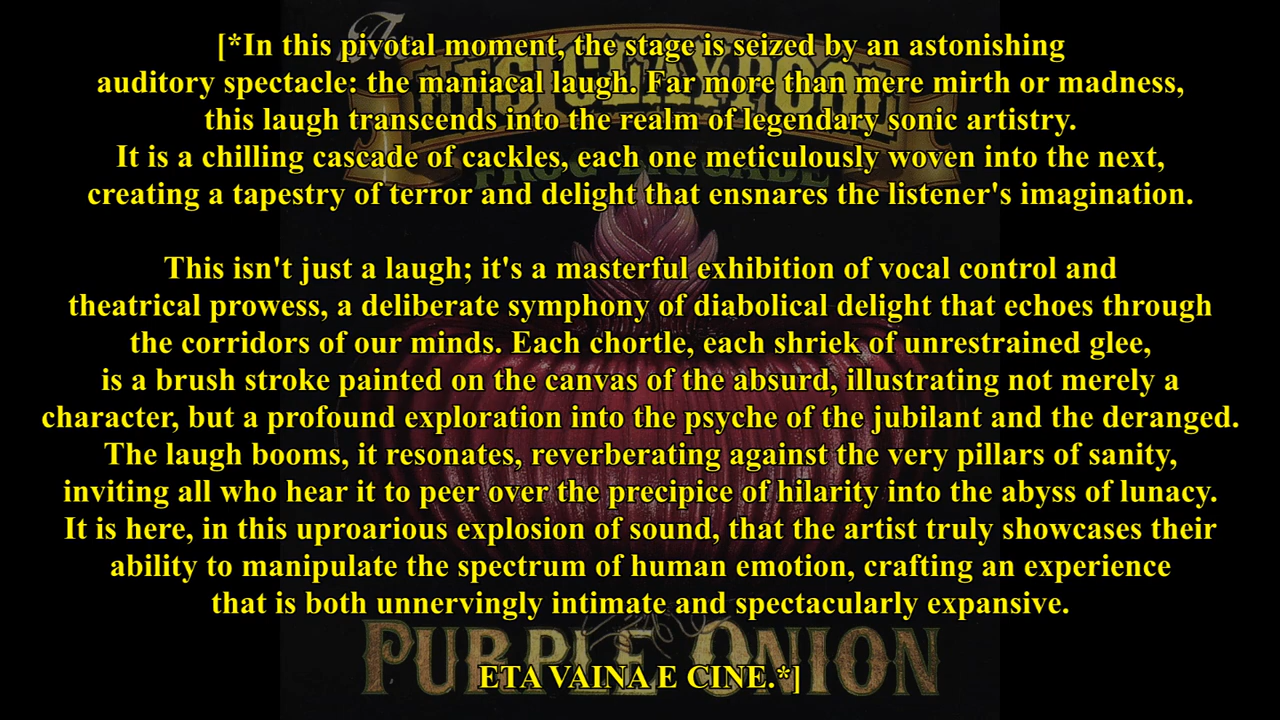 [*In this pivotal moment, the stage is seized by an astonishing
auditory spectacle: the maniacal laugh. Far more than mere mirth or madness,
this laugh transcends into the realm of legendary sonic artistry.
It is a chilling cascade of cackles, each one meticulously woven into the next,
creating a tapestry of terror and delight that ensnares the listener's imagination.
This isn't just a laugh; it's a masterful exhibition of vocal control and
theatrical prowess, a deliberate symphony of diabolical delight that echoes through
the corridors of our minds. Each chortle, each shriek of unrestrained glee,
is a brush stroke painted on the canvas of the absurd, illustrating not merely a
character, but a profound exploration into the psyche of the jubilant and the deranged.
The laugh booms, it resonates, reverberating against the very pillars of sanity,
inviting all who hear it to peer over the precipice of hilarity into the abyss of lunacy.
It is here, in this uproarious explosion of sound, that the artist truly showcases their
ability to manipulate the spectrum of human emotion, crafting an experience
that is both unnervingly intimate and spectacularly expansive.
PURPLE ONION
ETA VAINA E CINE.*]